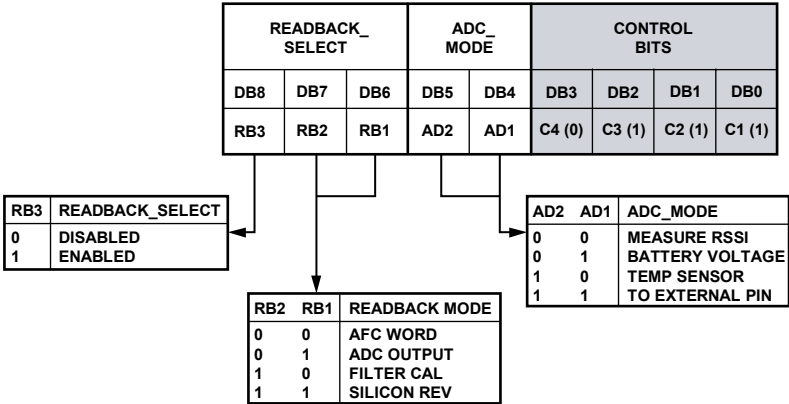 READBACK_ ADC_ CONTROL
SELECT MODE BITS
DB8 DB7 DB6 DB5 DB4 DB3 DB2 DB1 DB0
RB3 RB2 RB1 AD2 AD1 C4 (0) C3 (1) C2 (1) C1 (1)
RB3 READBACK_SELECT
0 DISABLED
1 ENABLED
AD2 AD1 ADC_MODE
0 0 MEASURE RSSI
0 1 BATTERY VOLTAGE
1 0 TEMP SENSOR
1 1 TO EXTERNAL PIN
RB2 RB1 READBACK MODE
0 0 AFC WORD
0 1 ADC OUTPUT
1 0 FILTER CAL
1 1 SILICON REV